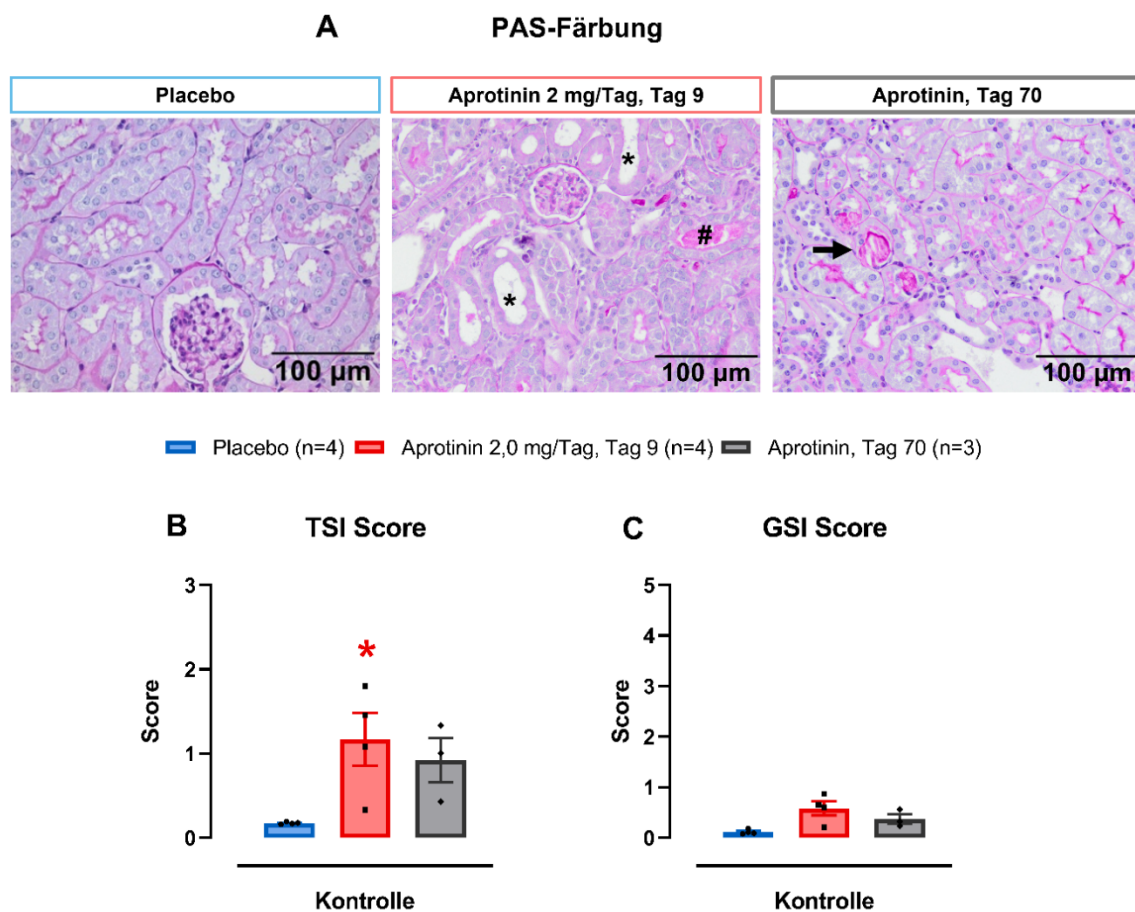 A PAS-Färbung
Placebo
Aprotinin 2 mg/Tag, Tag 9
Aprotinin, Tag 70
*
#
*
100 µm
100 µm
100 µm
Placebo (n=4) Aprotinin 2,0 mg/Tag, Tag 9 (n=4) Aprotinin, Tag 70 (n=3)
B TSI Score
3
2
1
0
Score
*
Kontrolle
C GSI Score
5
4
3
2
1
0
Score
Kontrolle